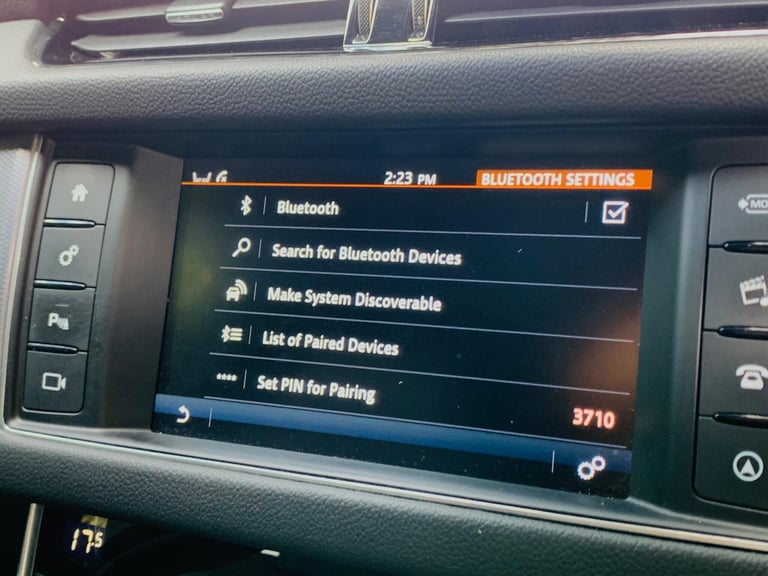 2:23 PM
BLUETOOTH SETTINGS
Bluetooth
Search for Bluetooth Devices
Make System Discoverable
List of Paired Devices
Set PIN for Pairing
3710
P
MO
17.5